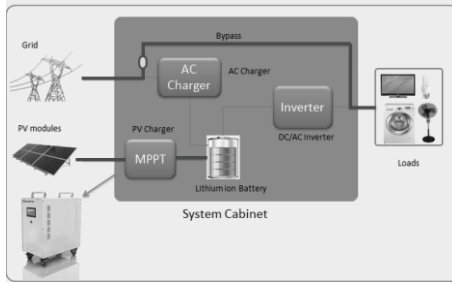 Grid
Bypass
AC
Charger
AC Charger
Inverter
DC/AC Inverter
Loads
PV modules
PV Charger
MPPT
Lithium ion Battery
System Cabinet